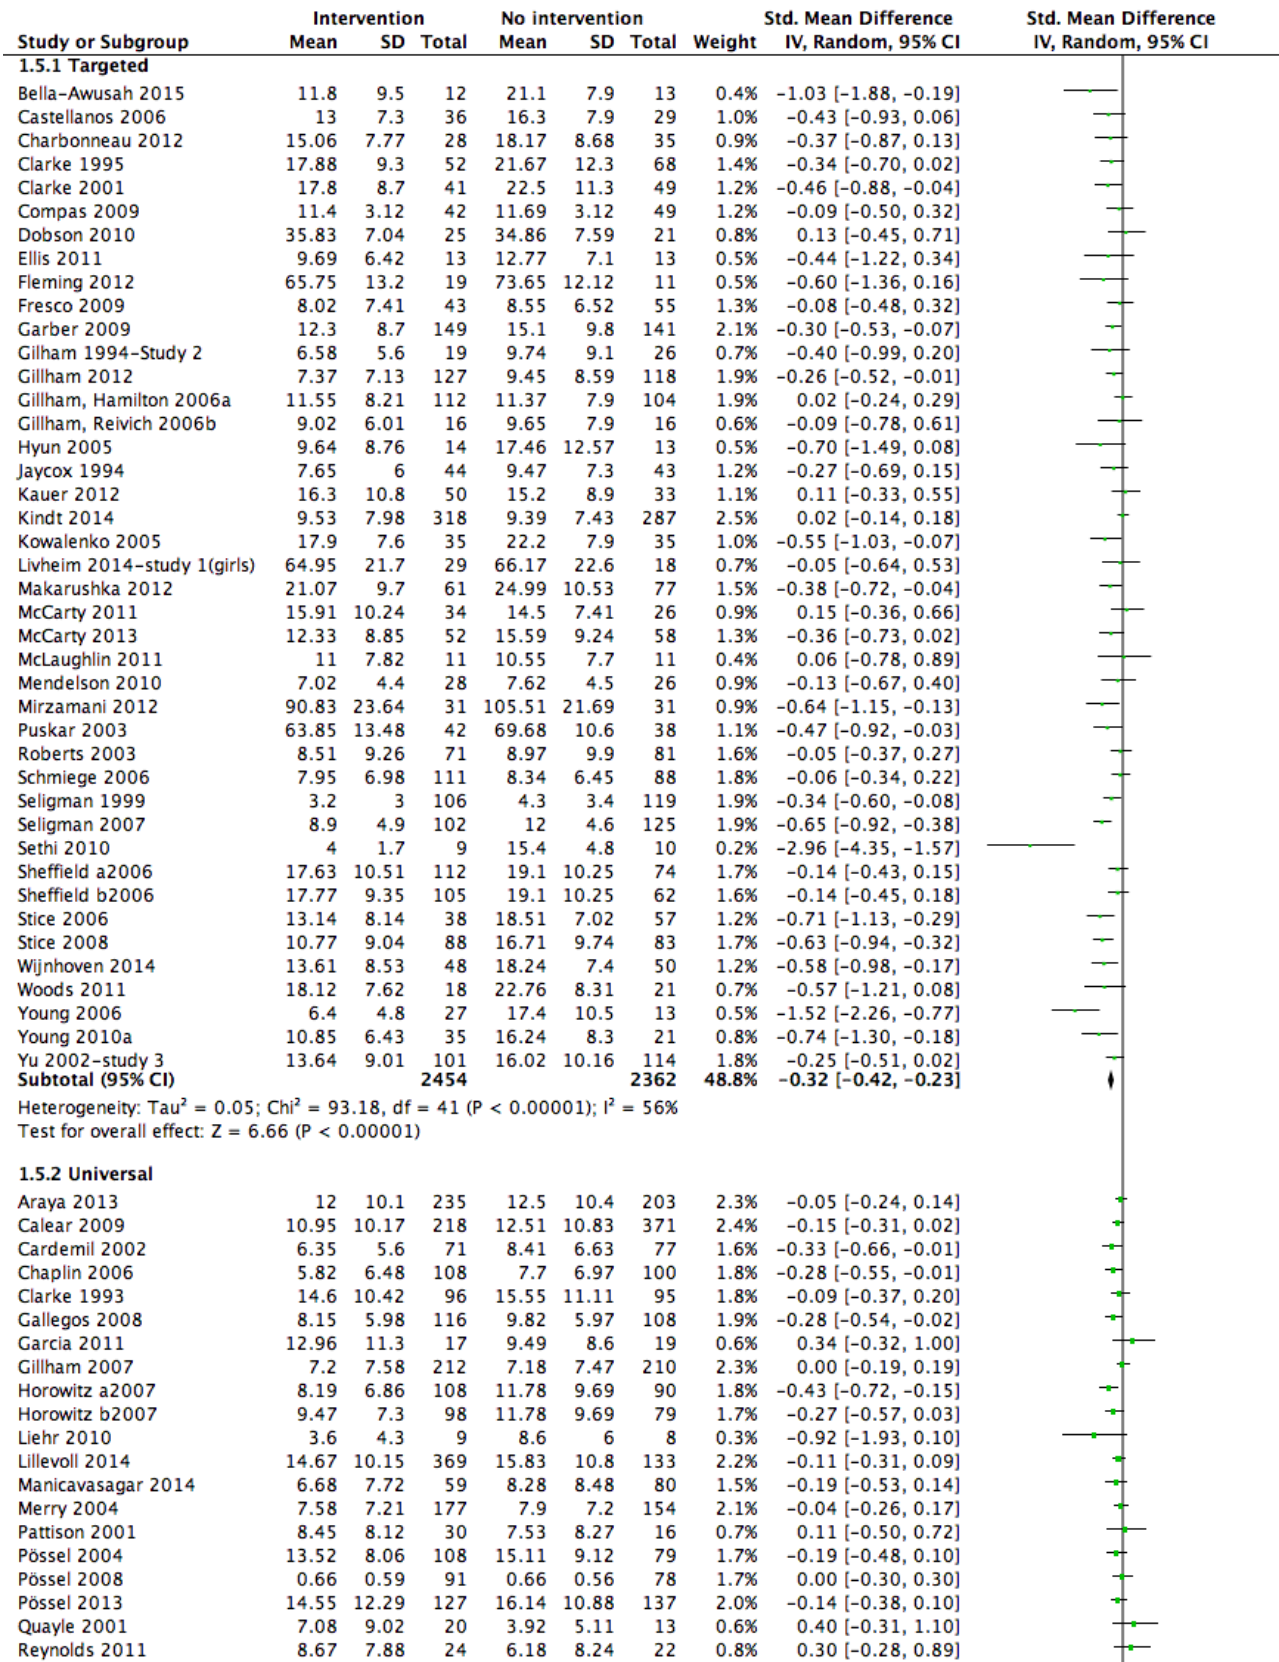 Intervention No intervention Std. Mean Difference Std. Mean Difference
Study or Subgroup Mean SD Total Mean SD Total Weight IV, Random, 95% CI IV, Random, 95% CI
1.5.1 Targeted
Bella-Awusah 2015 11.8 9.5 12 21.1 7.9 13 0.4% -1.03 [-1.88, -0.19]
Castellanos 2006 13 7.3 36 16.3 7.9 29 1.0% -0.43 [-0.93, 0.06]
Charbonneau 2012 15.06 7.77 28 18.17 8.68 35 0.9% -0.37 [-0.87, 0.13]
Clarke 1995 17.88 9.3 52 21.67 12.3 68 1.4% -0.34 [-0.70, 0.02]
Clarke 2001 17.8 8.7 41 22.5 11.3 49 1.2% -0.46 [-0.88, -0.04]
Compas 2009 11.4 3.12 42 11.69 3.12 49 1.2% -0.09 [-0.50, 0.32]
Dobson 2010 35.83 7.04 25 34.86 7.59 21 0.8% 0.13 [-0.45, 0.71]
Ellis 2011 9.69 6.42 13 12.77 7.1 13 0.5% -0.44 [-1.22, 0.34]
Fleming 2012 65.75 13.2 19 73.65 12.12 11 0.5% -0.60 [-1.36, 0.16]
Fresco 2009 8.02 7.41 43 8.55 6.52 55 1.3% -0.08 [-0.48, 0.32]
Garber 2009 12.3 8.7 149 15.1 9.8 141 2.1% -0.30 [-0.53, -0.07]
Gilham 1994-Study 2 6.58 5.6 19 9.74 9.1 26 0.7% -0.40 [-0.99, 0.20]
Gillham 2012 7.37 7.13 127 9.45 8.59 118 1.9% -0.26 [-0.52, -0.01]
Gillham, Hamilton 2006a 11.55 8.21 112 11.37 7.9 104 1.9% 0.02 [-0.24, 0.29]
Gillham, Reivich 2006b 9.02 6.01 16 9.65 7.9 16 0.6% -0.09 [-0.78, 0.61]
Hyun 2005 9.64 8.76 14 17.46 12.57 13 0.5% -0.70 [-1.49, 0.08]
Jaycox 1994 7.65 6 44 9.47 7.3 43 1.2% -0.27 [-0.69, 0.15]
Kauer 2012 16.3 10.8 50 15.2 8.9 33 1.1% 0.11 [-0.33, 0.55]
Kindt 2014 9.53 7.98 318 9.39 7.43 287 2.5% 0.02 [-0.14, 0.18]
Kowalenko 2005 17.9 7.6 35 22.2 7.9 35 1.0% -0.55 [-1.03, -0.07]
Livheim 2014-study 1(girls) 64.95 21.7 29 66.17 22.6 18 0.7% -0.05 [-0.64, 0.53]
Makarushka 2012 21.07 9.7 61 24.99 10.53 77 1.5% -0.38 [-0.72, -0.04]
McCarty 2011 15.91 10.24 34 14.5 7.41 26 0.9% 0.15 [-0.36, 0.66]
McCarty 2013 12.33 8.85 52 15.59 9.24 58 1.3% -0.36 [-0.73, 0.02]
McLaughlin 2011 11 7.82 11 10.55 7.7 11 0.4% 0.06 [-0.78, 0.89]
Mendelson 2010 7.02 4.4 28 7.62 4.5 26 0.9% -0.13 [-0.67, 0.40]
Mirzamani 2012 90.83 23.64 31 105.51 21.69 31 0.9% -0.64 [-1.15, -0.13]
Puskar 2003 63.85 13.48 42 69.68 10.6 38 1.1% -0.47 [-0.92, -0.03]
Roberts 2003 8.51 9.26 71 8.97 9.9 81 1.6% -0.05 [-0.37, 0.27]
Schmiege 2006 7.95 6.98 111 8.34 6.45 88 1.8% -0.06 [-0.34, 0.22]
Seligman 1999 3.2 3 106 4.3 3.4 119 1.9% -0.34 [-0.60, -0.08]
Seligman 2007 8.9 4.9 102 12 4.6 125 1.9% -0.65 [-0.92, -0.38]
Sethi 2010 4 1.7 9 15.4 4.8 10 0.2% -2.96 [-4.35, -1.57]
Sheffield a2006 17.63 10.51 112 19.1 10.25 74 1.7% -0.14 [-0.43, 0.15]
Sheffield b2006 17.77 9.35 105 19.1 10.25 62 1.6% -0.14 [-0.45, 0.18]
Stice 2006 13.14 8.14 38 18.51 7.02 57 1.2% -0.71 [-1.13, -0.29]
Stice 2008 10.77 9.04 88 16.71 9.74 83 1.7% -0.63 [-0.94, -0.32]
Wijnhoven 2014 13.61 8.53 48 18.24 7.4 50 1.2% -0.58 [-0.98, -0.17]
Woods 2011 18.12 7.62 18 22.76 8.31 21 0.7% -0.57 [-1.21, 0.08]
Young 2006 6.4 4.8 27 17.4 10.5 13 0.5% -1.52 [-2.26, -0.77]
Young 2010a 10.85 6.43 35 16.24 8.3 21 0.8% -0.74 [-1.30, -0.18]
Yu 2002-study 3 13.64 9.01 101 16.02 10.16 114 1.8% -0.25 [-0.51, 0.02]
Subtotal (95% CI) 2454 2362 48.8% -0.32 [-0.42, -0.23]
Heterogeneity: Tau² = 0.05; Chi² = 93.18, df = 41 (P < 0.00001); I² = 56%
Test for overall effect: Z = 6.66 (P < 0.00001)
1.5.2 Universal
Araya 2013 12 10.1 235 12.5 10.4 203 2.3% -0.05 [-0.24, 0.14]
Calear 2009 10.95 10.17 218 12.51 10.83 371 2.4% -0.15 [-0.31, 0.02]
Cardemil 2002 6.35 5.6 71 8.41 6.63 77 1.6% -0.33 [-0.66, -0.01]
Chaplin 2006 5.82 6.48 108 7.7 6.97 100 1.8% -0.28 [-0.55, -0.01]
Clarke 1993 14.6 10.42 96 15.55 11.11 95 1.8% -0.09 [-0.37, 0.20]
Gallegos 2008 8.15 5.98 116 9.82 5.97 108 1.9% -0.28 [-0.54, -0.02]
Garcia 2011 12.96 11.3 17 9.49 8.6 19 0.6% 0.34 [-0.32, 1.00]
Gillham 2007 7.2 7.58 212 7.18 7.47 210 2.3% 0.00 [-0.19, 0.19]
Horowitz a2007 8.19 6.86 108 11.78 9.69 90 1.8% -0.43 [-0.72, -0.15]
Horowitz b2007 9.47 7.3 98 11.78 9.69 79 1.7% -0.27 [-0.57, 0.03]
Liehr 2010 3.6 4.3 9 8.6 6 8 0.3% -0.92 [-1.93, 0.10]
Lillevoll 2014 14.67 10.15 369 15.83 10.8 133 2.2% -0.11 [-0.31, 0.09]
Manicavasagar 2014 6.68 7.72 59 8.28 8.48 80 1.5% -0.19 [-0.53, 0.14]
Merry 2004 7.58 7.21 177 7.9 7.2 154 2.1% -0.04 [-0.26, 0.17]
Pattison 2001 8.45 8.12 30 7.53 8.27 16 0.7% 0.11 [-0.50, 0.72]
Pössel 2004 13.52 8.06 108 15.11 9.12 79 1.7% -0.19 [-0.48, 0.10]
Pössel 2008 0.66 0.59 91 0.66 0.56 78 1.7% 0.00 [-0.30, 0.30]
Pössel 2013 14.55 12.29 127 16.14 10.88 137 2.0% -0.14 [-0.38, 0.10]
Quayle 2001 7.08 9.02 20 3.92 5.11 13 0.6% 0.40 [-0.31, 1.10]
Reynolds 2011 8.67 7.88 24 6.18 8.24 22 0.8% 0.30 [-0.28, 0.89]